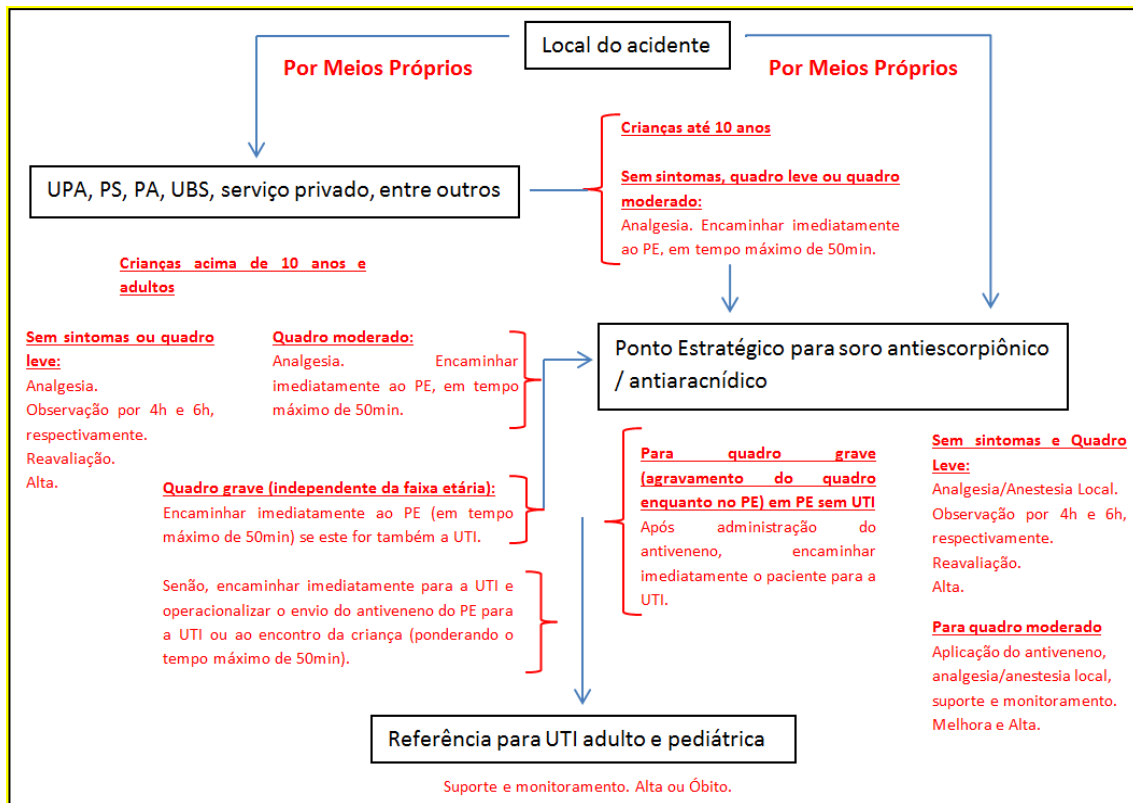 Local do acidente
Por Meios Próprios
Por Meios Próprios
Crianças até 10 anos
Sem sintomas, quadro leve ou quadro
moderado:
Analgesia. Encaminhar imediatamente
ao PE, em tempo máximo de 50min.
UPA, PS, PA, UBS, serviço privado, entre outros
Crianças acima de 10 anos e
adultos
Sem sintomas ou quadro
leve:
Analgesia.
Observação por 4h e 6h,
respectivamente.
Reavaliação.
Alta.
Quadro moderado:
Analgesia. Encaminhar
imediatamente ao PE, em tempo
máximo de 50min.
Ponto Estratégico para soro antiescorpiônico
/ antiaracnídico
Quadro grave (independente da faixa etária):
Encaminhar imediatamente ao PE (em tempo
máximo de 50min) se este for também a UTI.
Senão, encaminhar imediatamente para a UTI e
operacionalizar o envio do antiveneno do PE para
a UTI ou ao encontro da criança (ponderando o
tempo máximo de 50min).
Para quadro grave
(agravamento do quadro
enquanto no PE) em PE sem UTI
Após administração do
antiveneno, encaminhar
imediatamente o paciente para a
UTI.
Sem sintomas e Quadro
Leve:
Analgesia/Anestesia Local.
Observação por 4h e 6h,
respectivamente.
Reavaliação.
Alta.
Para quadro moderado
Aplicação do antiveneno,
analgesia/anestesia local,
suporte e monitoramento.
Melhora e Alta.
Referência para UTI adulto e pediátrica
Suporte e monitoramento. Alta ou Óbito.